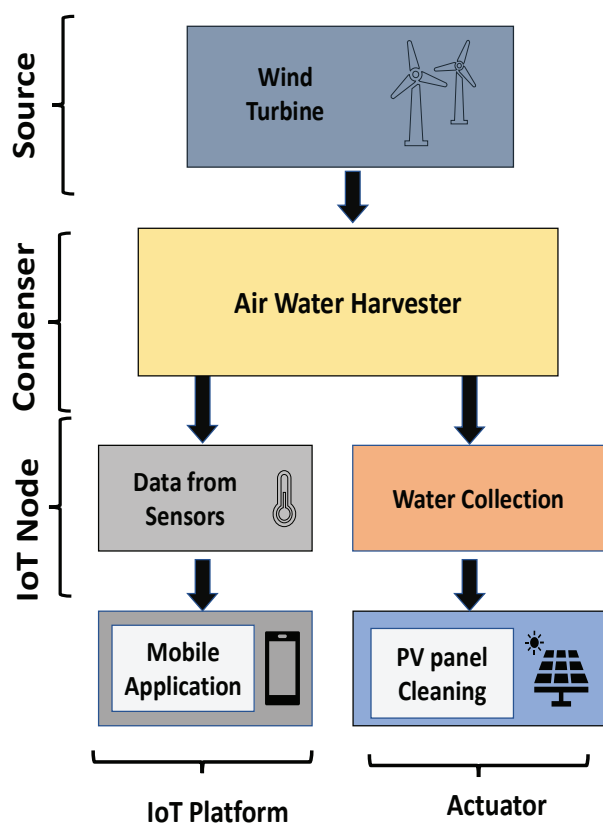 Source
Wind
Turbine
Condenser
Air Water Harvester
IoT Node
Data from
Sensors
Water Collection
Mobile
Application
PV panel
Cleaning
IoT Platform
Actuator